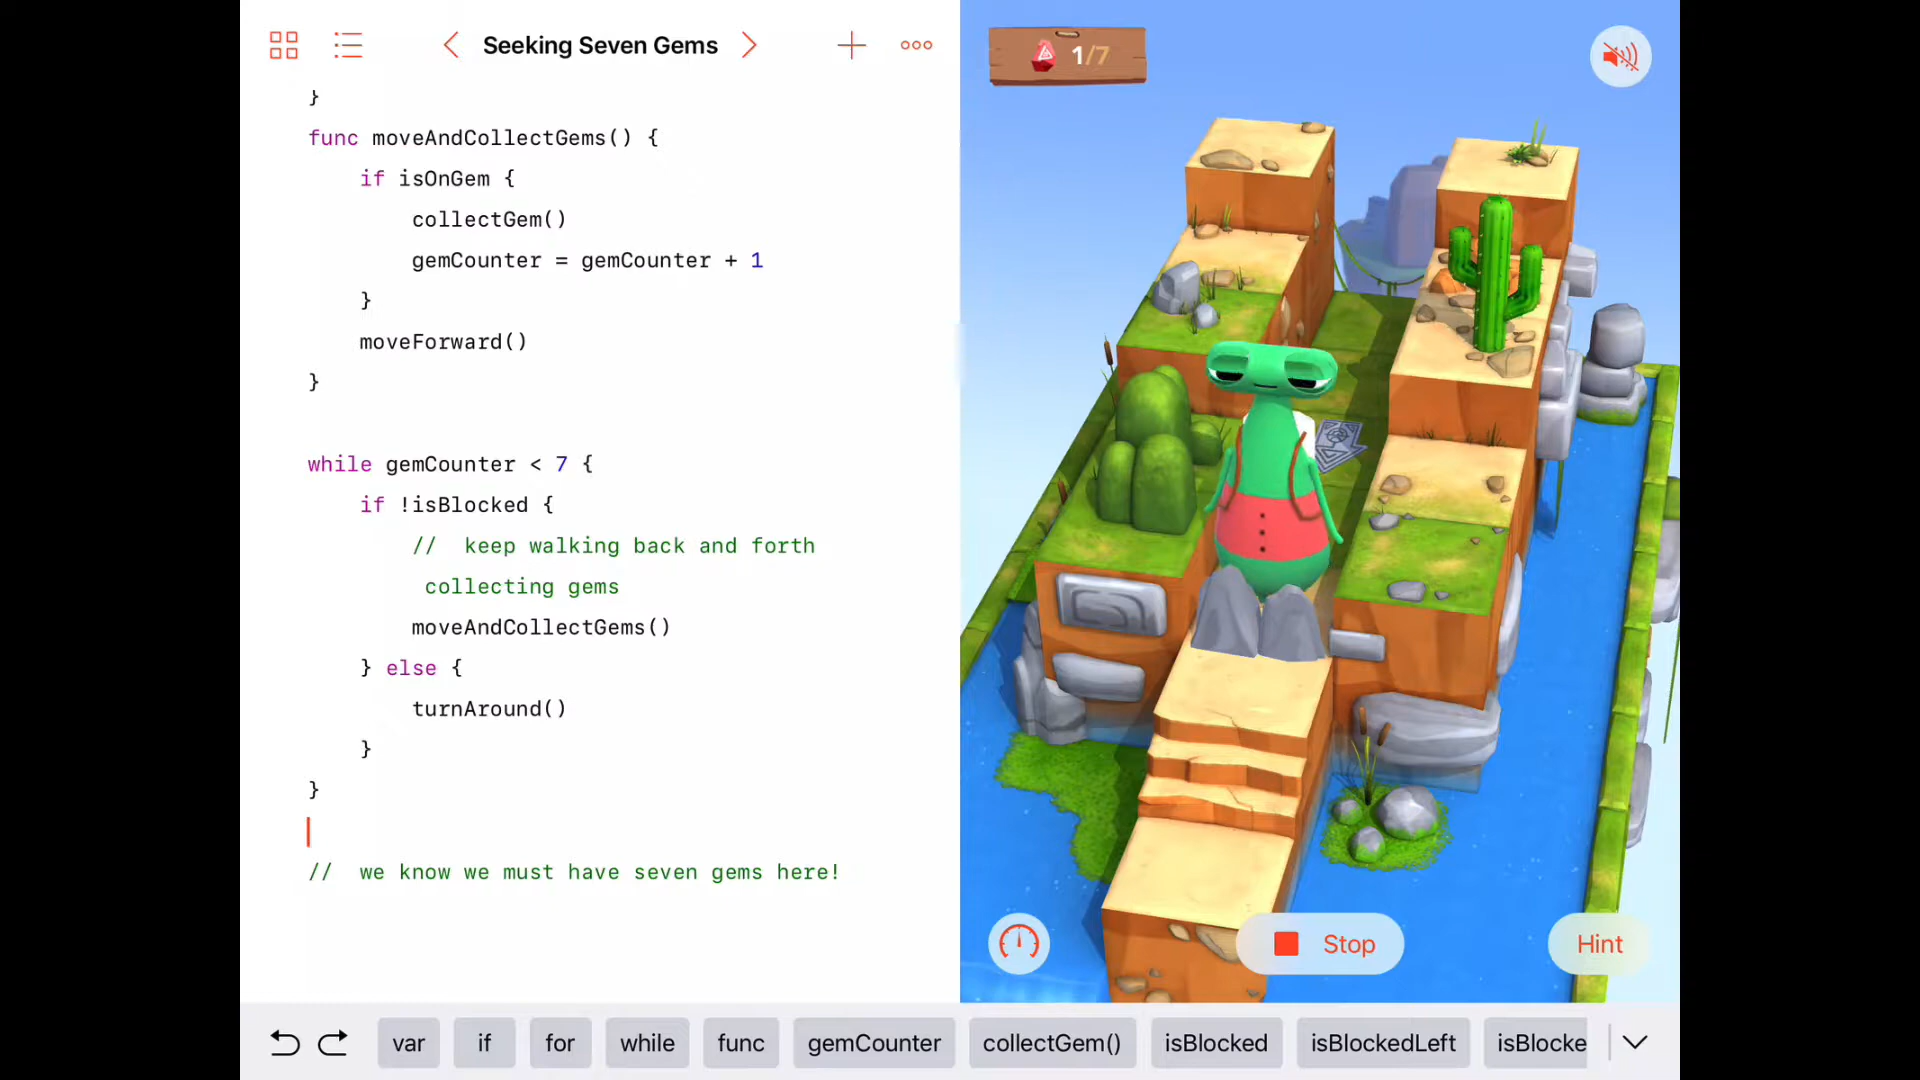 Seeking Seven Gems
}
func moveAndCollectGems() {
if isOnGem {
collectGem()
gemCounter = gemCounter + 1
}
moveForward()
}
while gemCounter < 7 {
if !isBlocked {
//  keep walking back and forth
collecting gems
moveAndCollectGems()
} else {
turnAround()
}
}
//  we know we must have seven gems here!
1/7
Stop
Hint
var if for while func gemCounter collectGem() isBlocked isBlockedLeft isBlocke